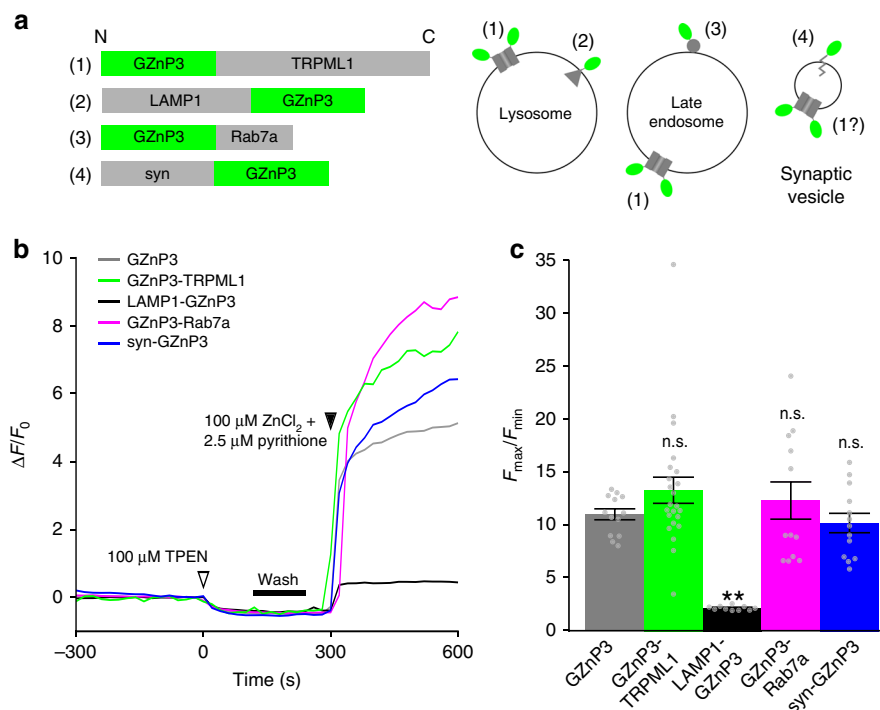 a
N C
(1) GZnP3 TRPML1
(2) LAMP1 GZnP3
(3) GZnP3 Rab7a
(4) syn GZnP3
(1)
(2)
Lysosome
(3)
Late
endosome
(1)
(4)
(1?)
Synaptic
vesicle
b
10
8
6
4
2
0
ΔF/F0
GZnP3
GZnP3-TRPML1
LAMP1-GZnP3
GZnP3-Rab7a
syn-GZnP3
100 μM ZnCl2 +
2.5 μM pyrithione
100 μM TPEN
Wash
−300 0 300 600
Time (s)
c
35
30
25
20
15
10
5
0
Fmax/Fmin
n.s.
**
n.s.
n.s.
GZnP3
GZnP3-
TRPML1
LAMP1-
GZnP3
GZnP3-
Rab7a
syn-GZnP3